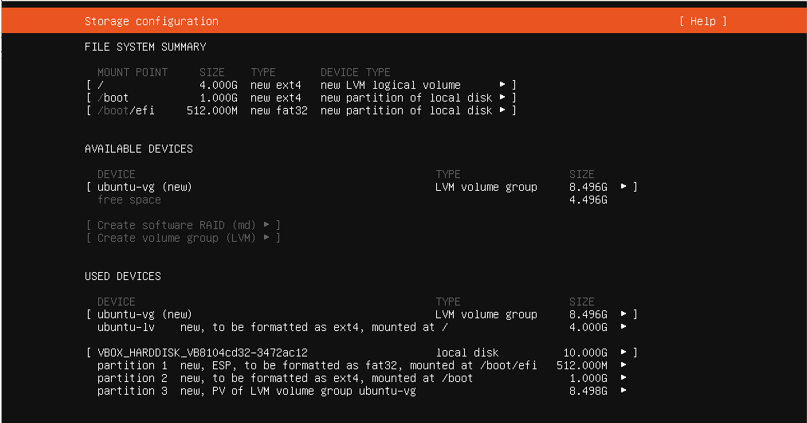 Storage configuration [ Help ]
FILE SYSTEM SUMMARY
MOUNT POINT SIZE TYPE DEVICE TYPE
[ / 4.000G new ext4 new LVM logical volume ▸ ]
[ /boot 1.000G new ext4 new partition of local disk ▸ ]
[ /boot/efi 512.000M new fat32 new partition of local disk ▸ ]
AVAILABLE DEVICES
DEVICE TYPE SIZE
[ ubuntu-vg (new) LVM volume group 8.496G ▸ ]
free space 4.496G
[ Create software RAID (md) ▸ ]
[ Create volume group (LVM) ▸ ]
USED DEVICES
DEVICE TYPE SIZE
[ ubuntu-vg (new) LVM volume group 8.496G ▸ ]
ubuntu-lv new, to be formatted as ext4, mounted at / 4.000G ▸
[ VBOX_HARDDISK_VB8104cd32-3472ac12 local disk 10.000G ▸ ]
partition 1 new, ESP, to be formatted as fat32, mounted at /boot/efi 512.000M ▸
partition 2 new, to be formatted as ext4, mounted at /boot 1.000G ▸
partition 3 new, PV of LVM volume group ubuntu-vg 8.498G ▸